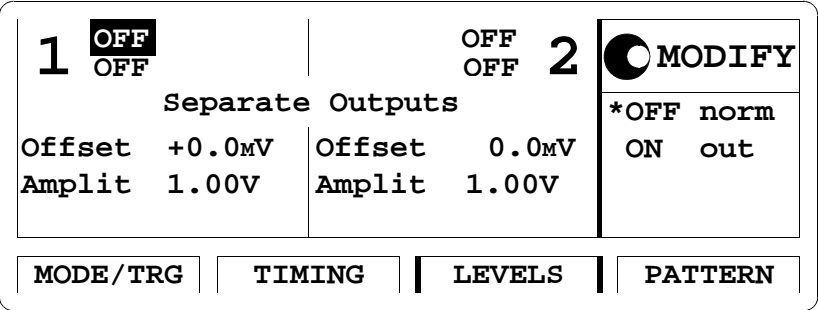 1 OFF OFF 2 MODIFY
OFF OFF
Separate Outputs
*OFF norm
Offset +0.0mV Offset 0.0mV ON out
Amplit 1.00V Amplit 1.00V
MODE/TRG TIMING LEVELS PATTERN